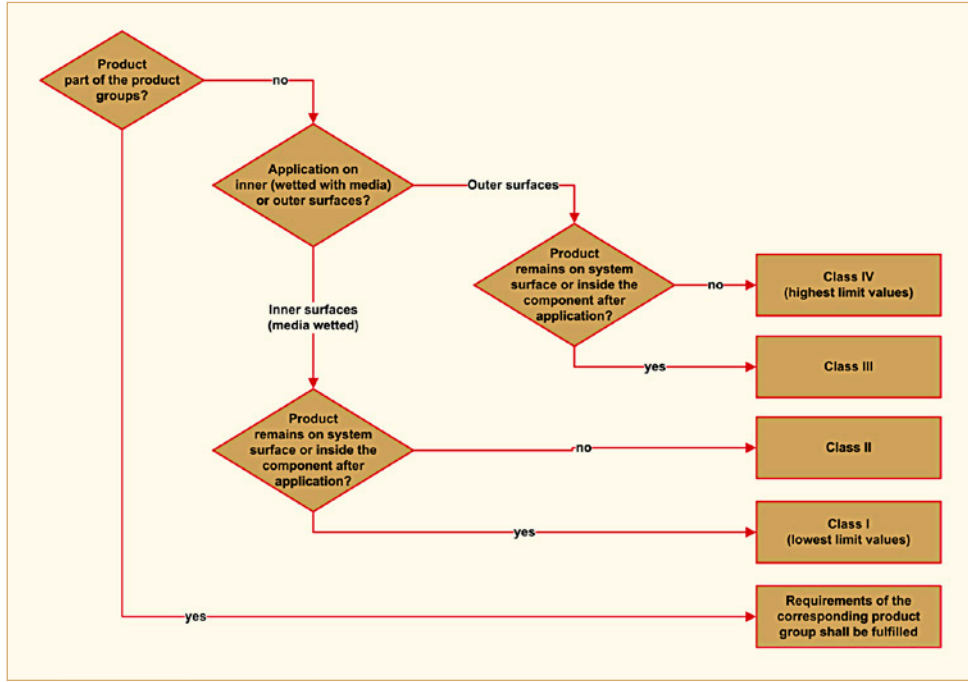 Product
part of the product
groups?
no
Application on
inner (wetted with media)
or outer surfaces?
Outer surfaces
Product
remains on system
surface or inside the
component after
application?
no
Class IV
(highest limit values)
yes
Class III
Inner surfaces
(media wetted)
Product
remains on system
surface or inside the
component after
application?
no
Class II
yes
Class I
(lowest limit values)
yes
Requirements of the
corresponding product
group shall be fulfilled